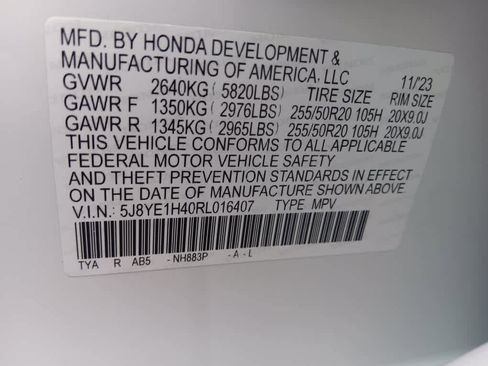 MFD. BY HONDA DEVELOPMENT &
MANUFACTURING OF AMERICA, LLC 11/23
GVWR 2640KG ( 5820LBS) TIRE SIZE RIM SIZE
GAWR F 1350KG ( 2976LBS) 255/50R20 105H 20X9.0J
GAWR R 1345KG ( 2965LBS) 255/50R20 105H 20X9.0J
THIS VEHICLE CONFORMS TO ALL APPLICABLE
FEDERAL MOTOR VEHICLE SAFETY
AND THEFT PREVENTION STANDARDS IN EFFECT
ON THE DATE OF MANUFACTURE SHOWN ABOVE.
V.I.N.: 5J8YE1H40RL016407 TYPE: MPV
TYA R AB5 -NH883P -A-L